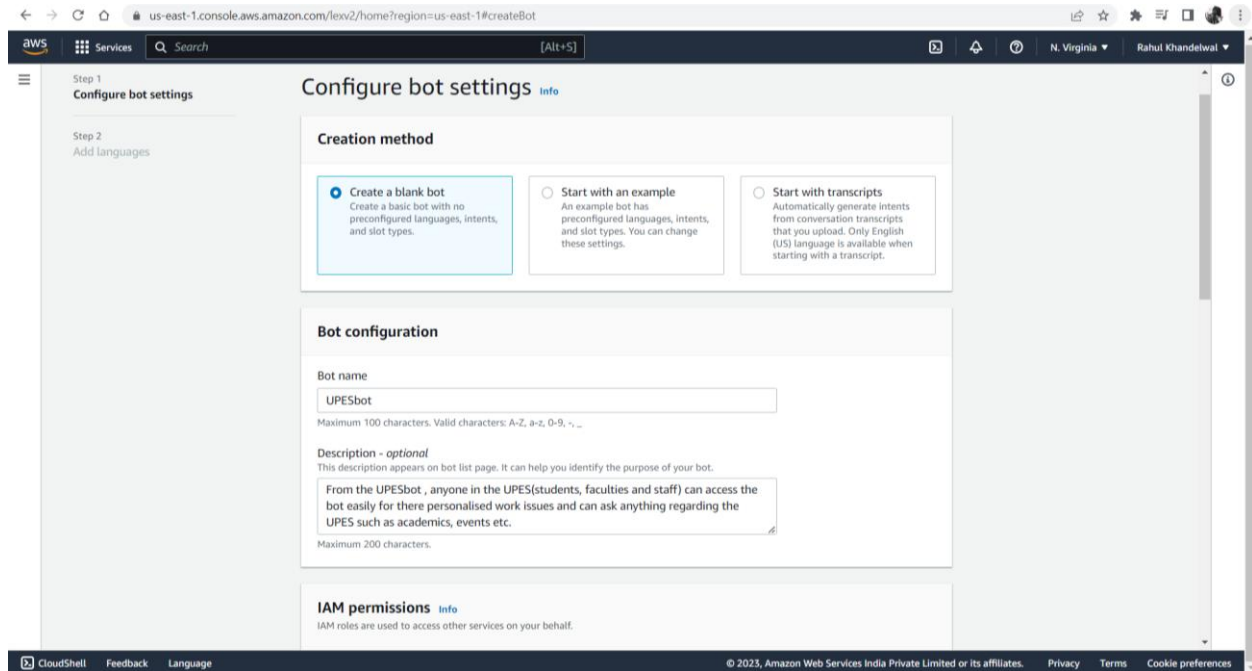 us-east-1.console.aws.amazon.com/lexv2/home?region=us-east-1#createBot
aws Services Search [Alt+S] N. Virginia ▼ Rahul Khandelwal ▼
Step 1
Configure bot settings
Step 2
Add languages
Configure bot settings Info
Creation method
Create a blank bot
Create a basic bot with no
preconfigured languages, intents,
and slot types.
Start with an example
An example bot has
preconfigured languages, intents,
and slot types. You can change
these settings.
Start with transcripts
Automatically generate intents
from conversation transcripts
that you upload. Only English
(US) language is available when
starting with a transcript.
Bot configuration
Bot name
UPESbot
Maximum 100 characters. Valid characters: A-Z, a-z, 0-9, -, _
Description - optional
This description appears on bot list page. It can help you identify the purpose of your bot.
From the UPESbot , anyone in the UPES(students, faculties and staff) can access the
bot easily for there personalised work issues and can ask anything regarding the
UPES such as academics, events etc.
Maximum 200 characters.
IAM permissions Info
IAM roles are used to access other services on your behalf.
CloudShell Feedback Language © 2023, Amazon Web Services India Private Limited or its affiliates. Privacy Terms Cookie preferences